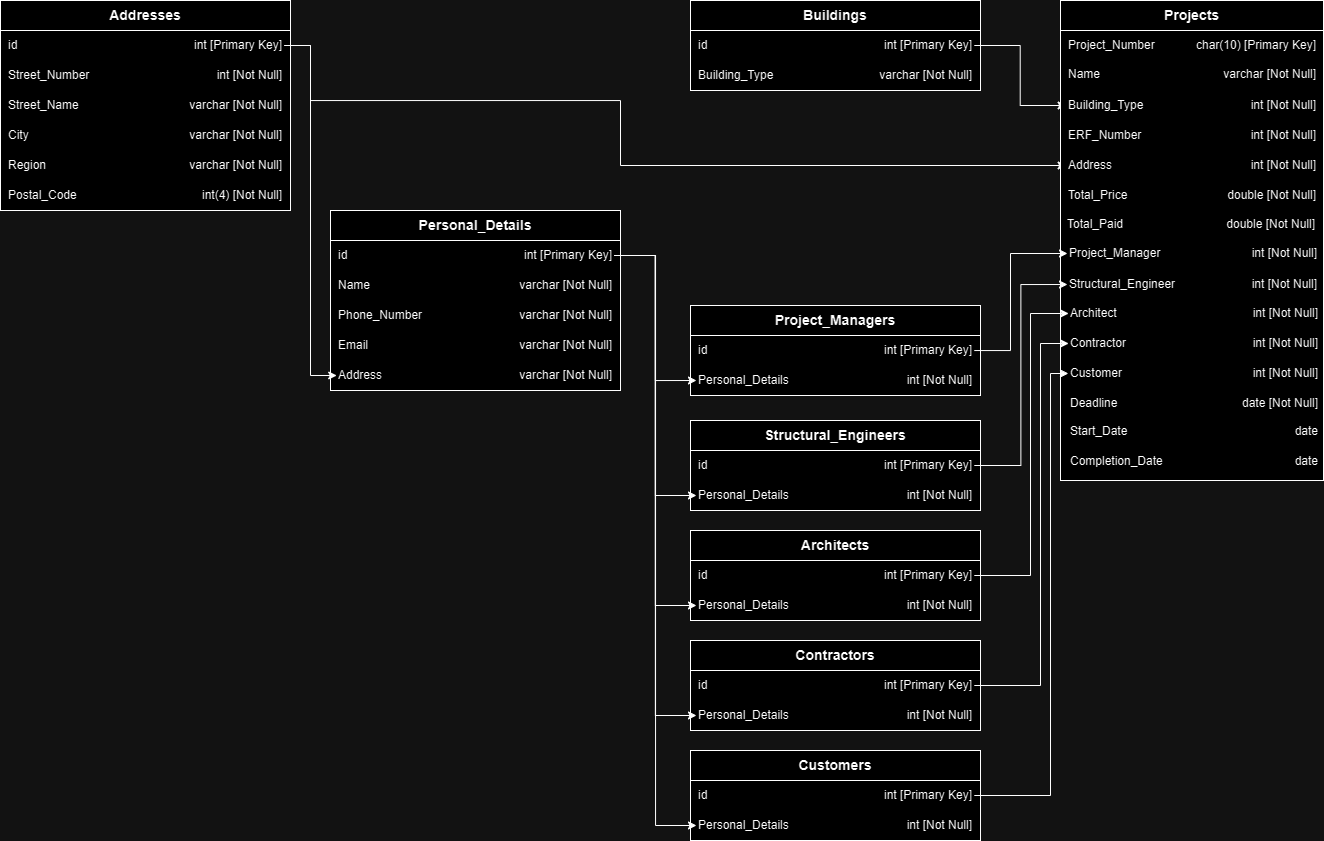 Addresses
id int [Primary Key]
Street_Number int [Not Null]
Street_Name varchar [Not Null]
City varchar [Not Null]
Region varchar [Not Null]
Postal_Code int(4) [Not Null]
Buildings
id int [Primary Key]
Building_Type varchar [Not Null]
Projects
Project_Number char(10) [Primary Key]
Name varchar [Not Null]
Building_Type int [Not Null]
ERF_Number int [Not Null]
Address int [Not Null]
Total_Price double [Not Null]
Total_Paid double [Not Null]
Project_Manager int [Not Null]
Structural_Engineer int [Not Null]
Architect int [Not Null]
Contractor int [Not Null]
Customer int [Not Null]
Deadline date [Not Null]
Start_Date date
Completion_Date date
Personal_Details
id int [Primary Key]
Name varchar [Not Null]
Phone_Number varchar [Not Null]
Email varchar [Not Null]
Address varchar [Not Null]
Project_Managers
id int [Primary Key]
Personal_Details int [Not Null]
Structural_Engineers
id int [Primary Key]
Personal_Details int [Not Null]
Architects
id int [Primary Key]
Personal_Details int [Not Null]
Contractors
id int [Primary Key]
Personal_Details int [Not Null]
Customers
id int [Primary Key]
Personal_Details int [Not Null]